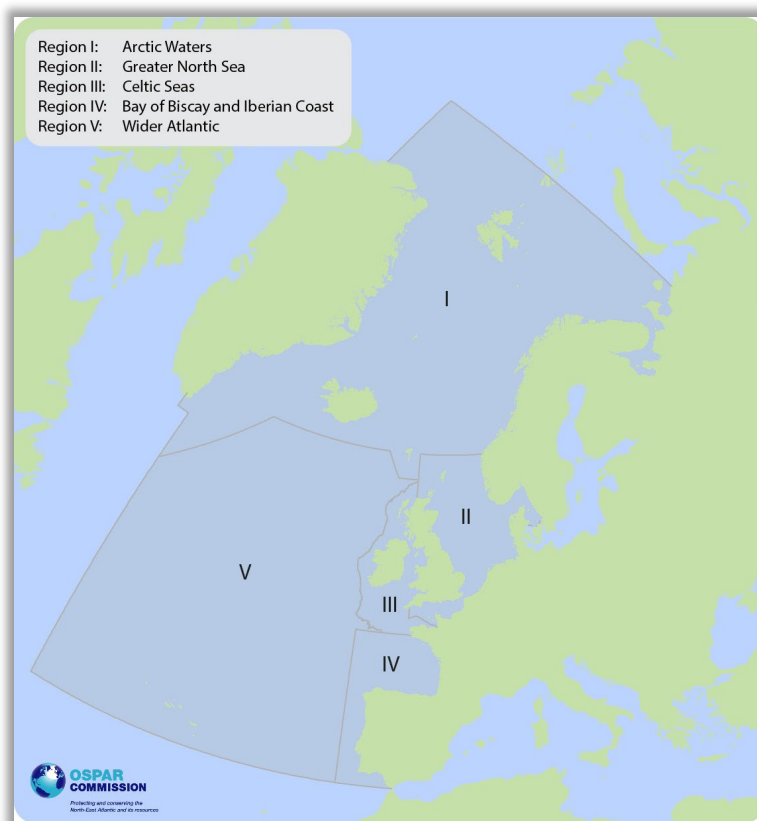 Region I: Arctic Waters
Region II: Greater North Sea
Region III: Celtic Seas
Region IV: Bay of Biscay and Iberian Coast
Region V: Wider Atlantic
I
II
V
III
IV
OSPAR
COMMISSION
Protecting and conserving the
North-East Atlantic and its resources